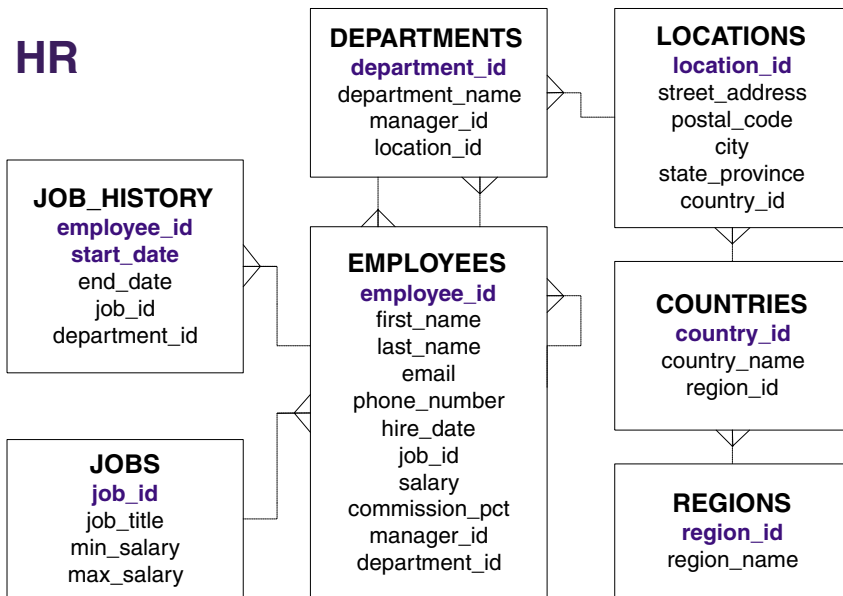 HR
DEPARTMENTS
department_id
department_name
manager_id
location_id
LOCATIONS
location_id
street_address
postal_code
city
state_province
country_id
JOB_HISTORY
employee_id
start_date
end_date
job_id
department_id
EMPLOYEES
employee_id
first_name
last_name
email
phone_number
hire_date
job_id
salary
commission_pct
manager_id
department_id
COUNTRIES
country_id
country_name
region_id
JOBS
job_id
job_title
min_salary
max_salary
REGIONS
region_id
region_name